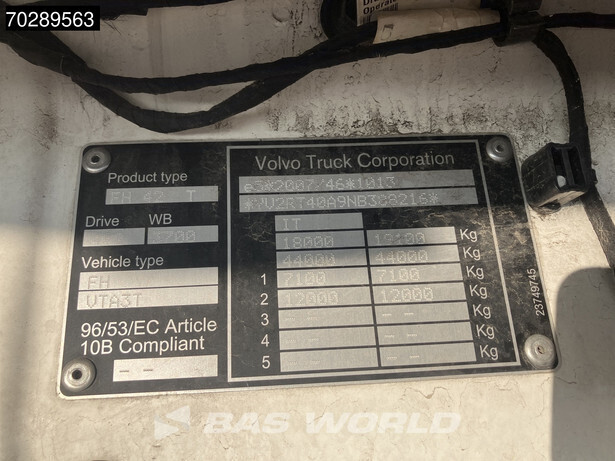 70289563
Volvo Truck Corporation
Product type
FH 42 T
e5*2007/46*1013
Drive WB
3700
IT
18000 Kg
44000 44000 Kg
Vehicle type
FH
VTA3T
1 7100 7100 Kg
2 12000 12000 Kg
3 -- -- Kg
4 -- -- Kg
5 -- -- Kg
96/53/EC Article
10B Compliant
--
23749745
BAS WORLD